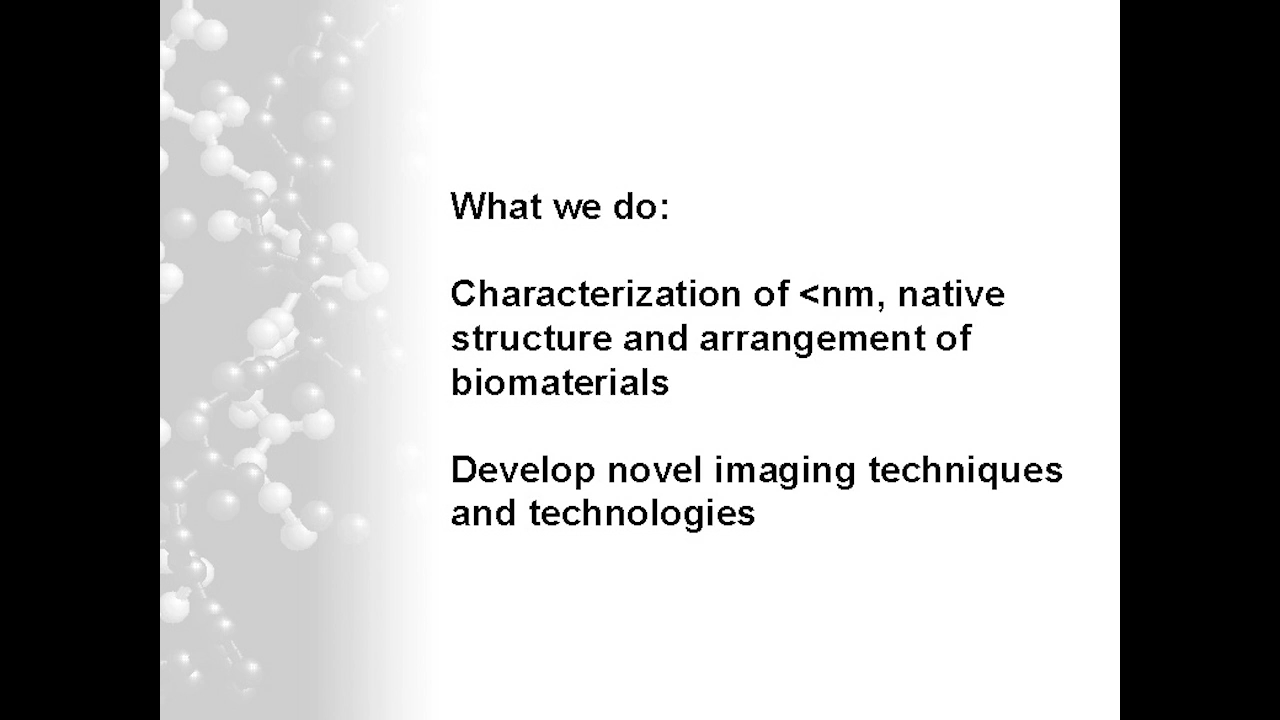 What we do:
Characterization of <nm, native
structure and arrangement of
biomaterials
Develop novel imaging techniques
and technologies